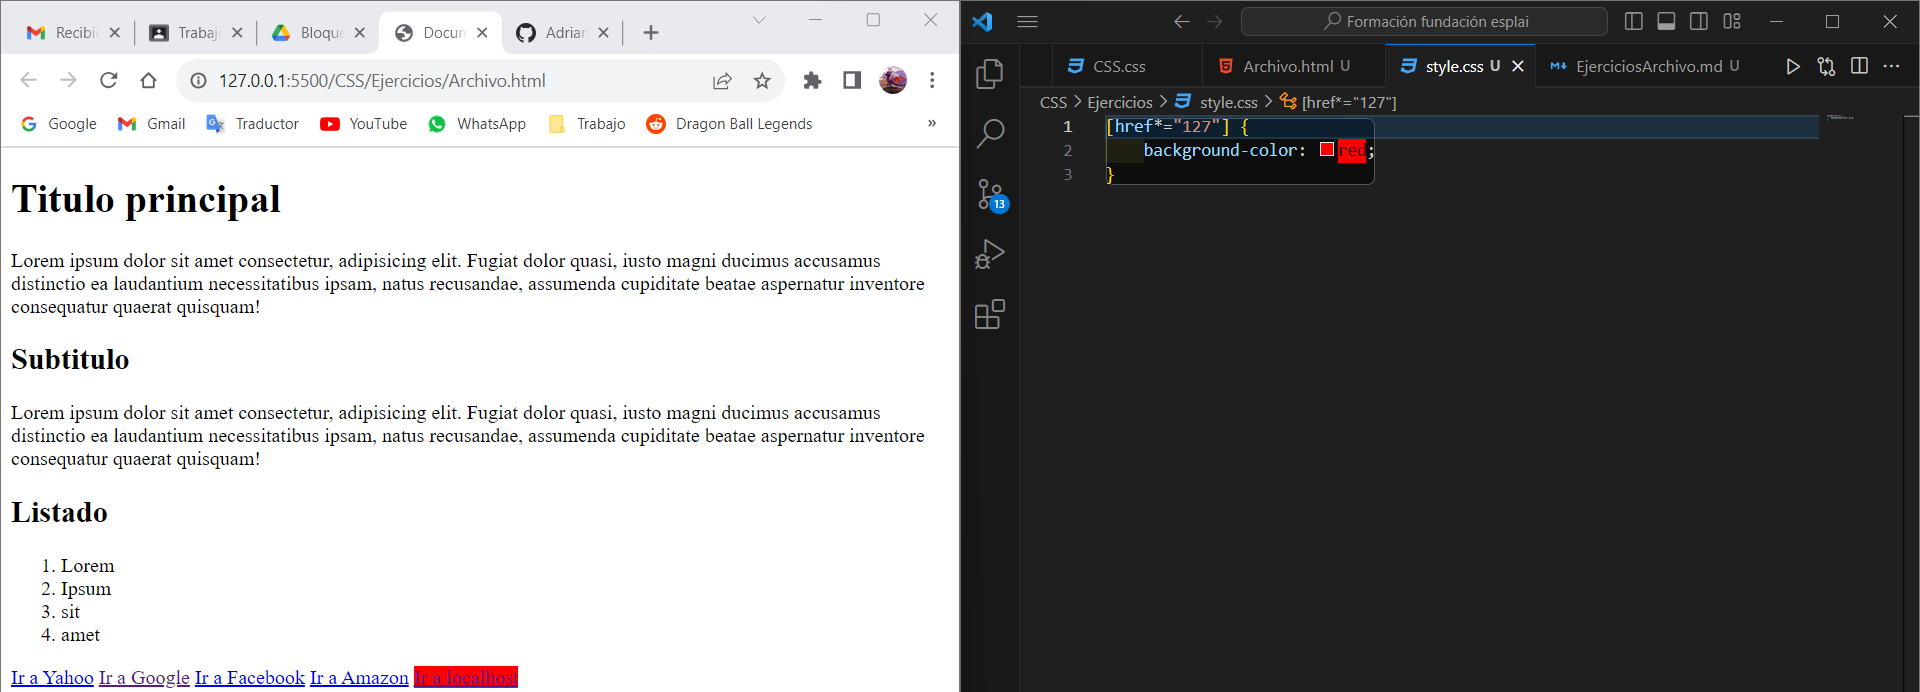 Recibi
Trabaj
Bloque
Docun
Adrian
127.0.0.1:5500/CSS/Ejercicios/Archivo.html
Google
Gmail
Traductor
YouTube
WhatsApp
Trabajo
Dragon Ball Legends
»
Titulo principal
Lorem ipsum dolor sit amet consectetur, adipisicing elit. Fugiat dolor quasi, iusto magni ducimus accusamus
distinctio ea laudantium necessitatibus ipsam, natus recusandae, assumenda cupiditate beatae aspernatur inventore
consequatur quaerat quisquam!
Subtitulo
Lorem ipsum dolor sit amet consectetur, adipisicing elit. Fugiat dolor quasi, iusto magni ducimus accusamus
distinctio ea laudantium necessitatibus ipsam, natus recusandae, assumenda cupiditate beatae aspernatur inventore
consequatur quaerat quisquam!
Listado
1. Lorem
2. Ipsum
3. sit
4. amet
Ir a Yahoo Ir a Google Ir a Facebook Ir a Amazon Ir a localhost
Formación fundación esplai
CSS.css
Archivo.html U
style.css U
EjerciciosArchivo.md U
CSS > Ejercicios > style.css > [href*="127"]
13
1 [href*="127"] {
2 background-color: red;
3 }